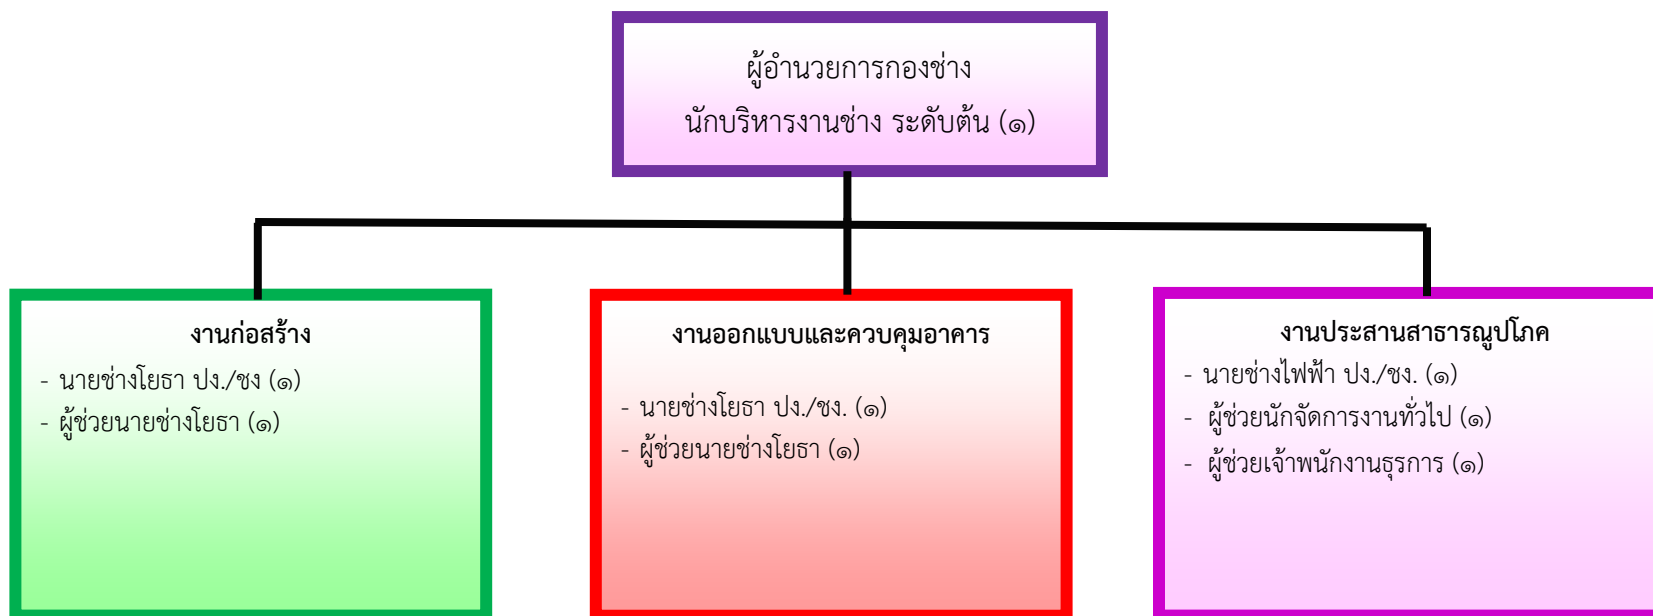 ผู้อำนวยการกองช่าง
นักบริหารงานช่าง ระดับต้น (๑)
งานก่อสร้าง
- นายช่างโยธา ปง./ชง (๑)
- ผู้ช่วยนายช่างโยธา (๑)
งานออกแบบและควบคุมอาคาร
- นายช่างโยธา ปง./ชง. (๑)
- ผู้ช่วยนายช่างโยธา (๑)
งานประสานสาธารณูปโภค
- นายช่างไฟฟ้า ปง./ชง. (๑)
- ผู้ช่วยนักจัดการงานทั่วไป (๑)
- ผู้ช่วยเจ้าพนักงานธุรการ (๑)